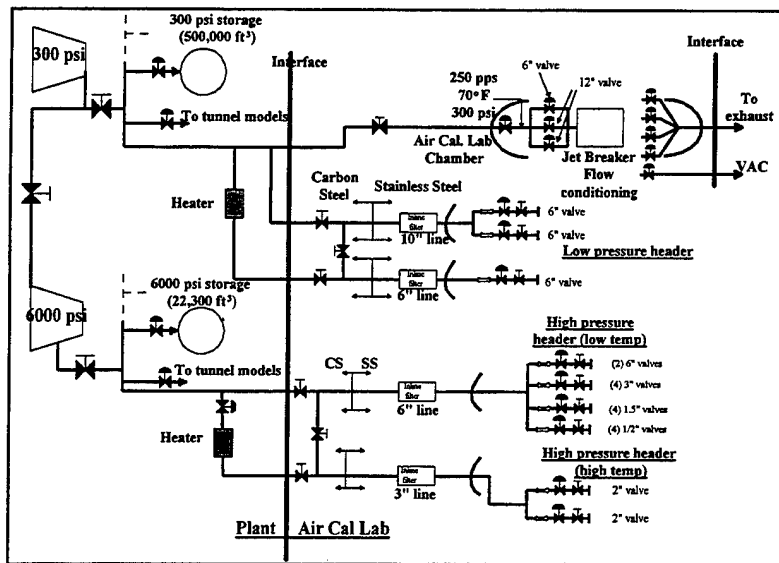 300 psi storage
(500,000 ft³)
300 psi
Interface
To tunnel models
250 pps
70° F
300 psi
6" valve
12" valve
Interface
To
exhaust
VAC
Air Cal. Lab
Chamber
Jet Breaker
Flow
conditioning
Heater
Carbon
Steel
Stainless Steel
Inline
filter
10" line
6" valve
6" valve
Low pressure header
Inline
filter
6" line
6" valve
6000 psi storage
(22,300 ft³)
6000 psi
To tunnel models
Heater
CS SS
Inline
filter
6" line
High pressure
header (low temp)
(2) 6" valves
(4) 3" valves
(4) 1.5" valves
(4) 1/2" valves
High pressure header
(high temp)
Inline
filter
3" line
2" valve
2" valve
Plant Air Cal Lab